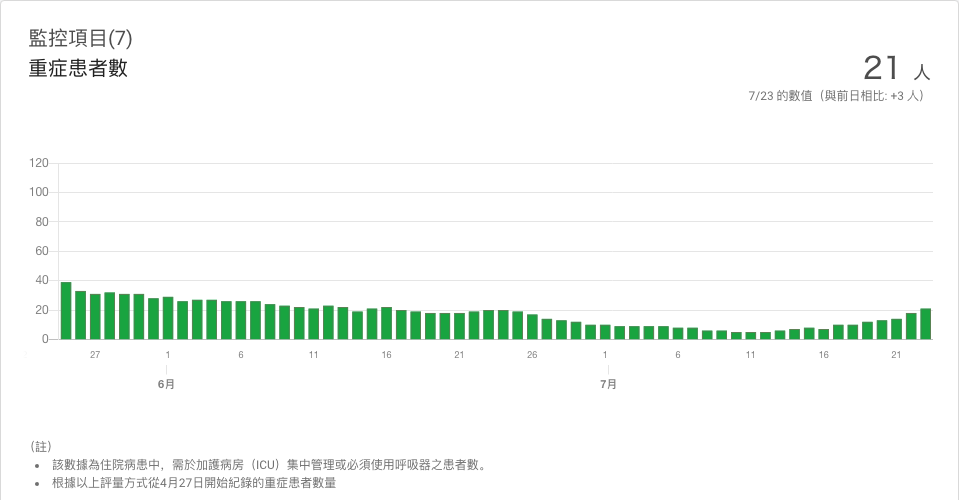 監控項目(7)
重症患者數
21 人
7/23 的數值（與前日相比: +3 人）
120
100
80
60
40
20
0
27 1 6 11 16 21 26 1 6 11 16 21
6月 7月
（註）
• 該數據為住院病患中，需於加護病房（ICU）集中管理或必須使用呼吸器之患者數。
• 根據以上評量方式從4月27日開始紀錄的重症患者數量